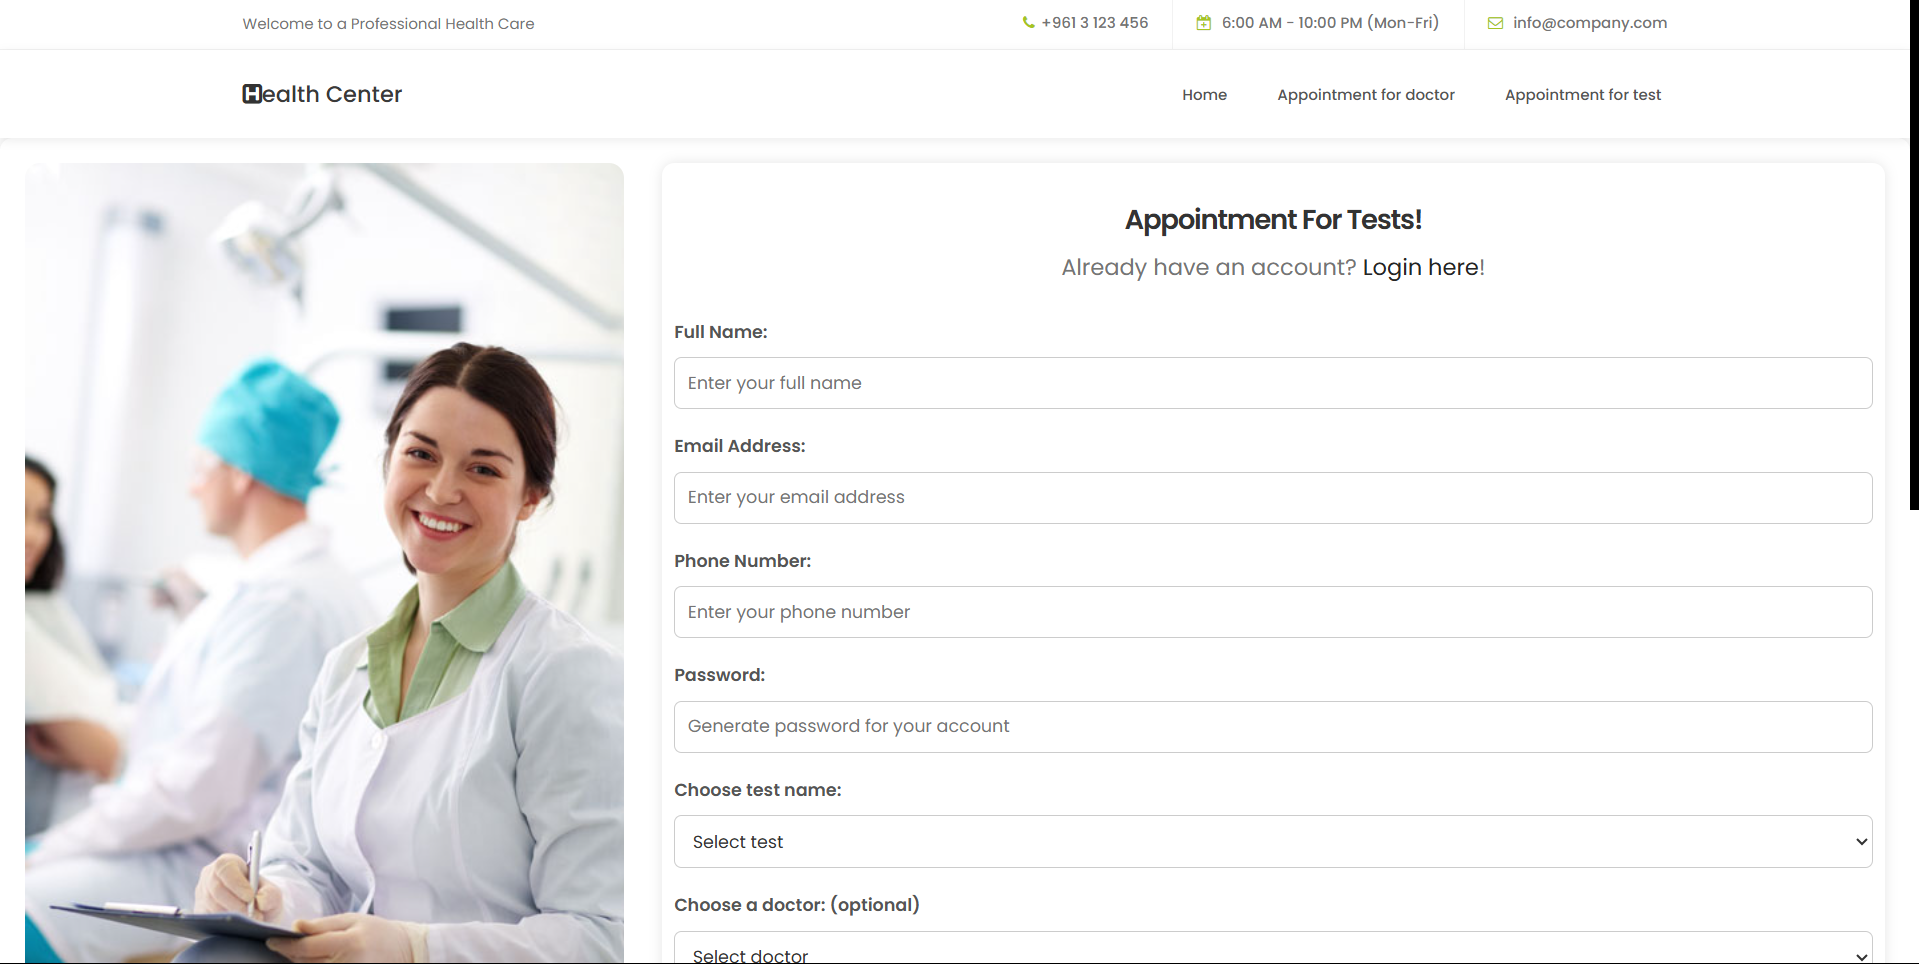 Welcome to a Professional Health Care
+961 3 123 456
6:00 AM - 10:00 PM (Mon-Fri)
info@company.com
Health Center
Home
Appointment for doctor
Appointment for test
Appointment For Tests!
Already have an account? Login here!
Full Name:
Enter your full name
Email Address:
Enter your email address
Phone Number:
Enter your phone number
Password:
Generate password for your account
Choose test name:
Select test
Choose a doctor: (optional)
Select doctor